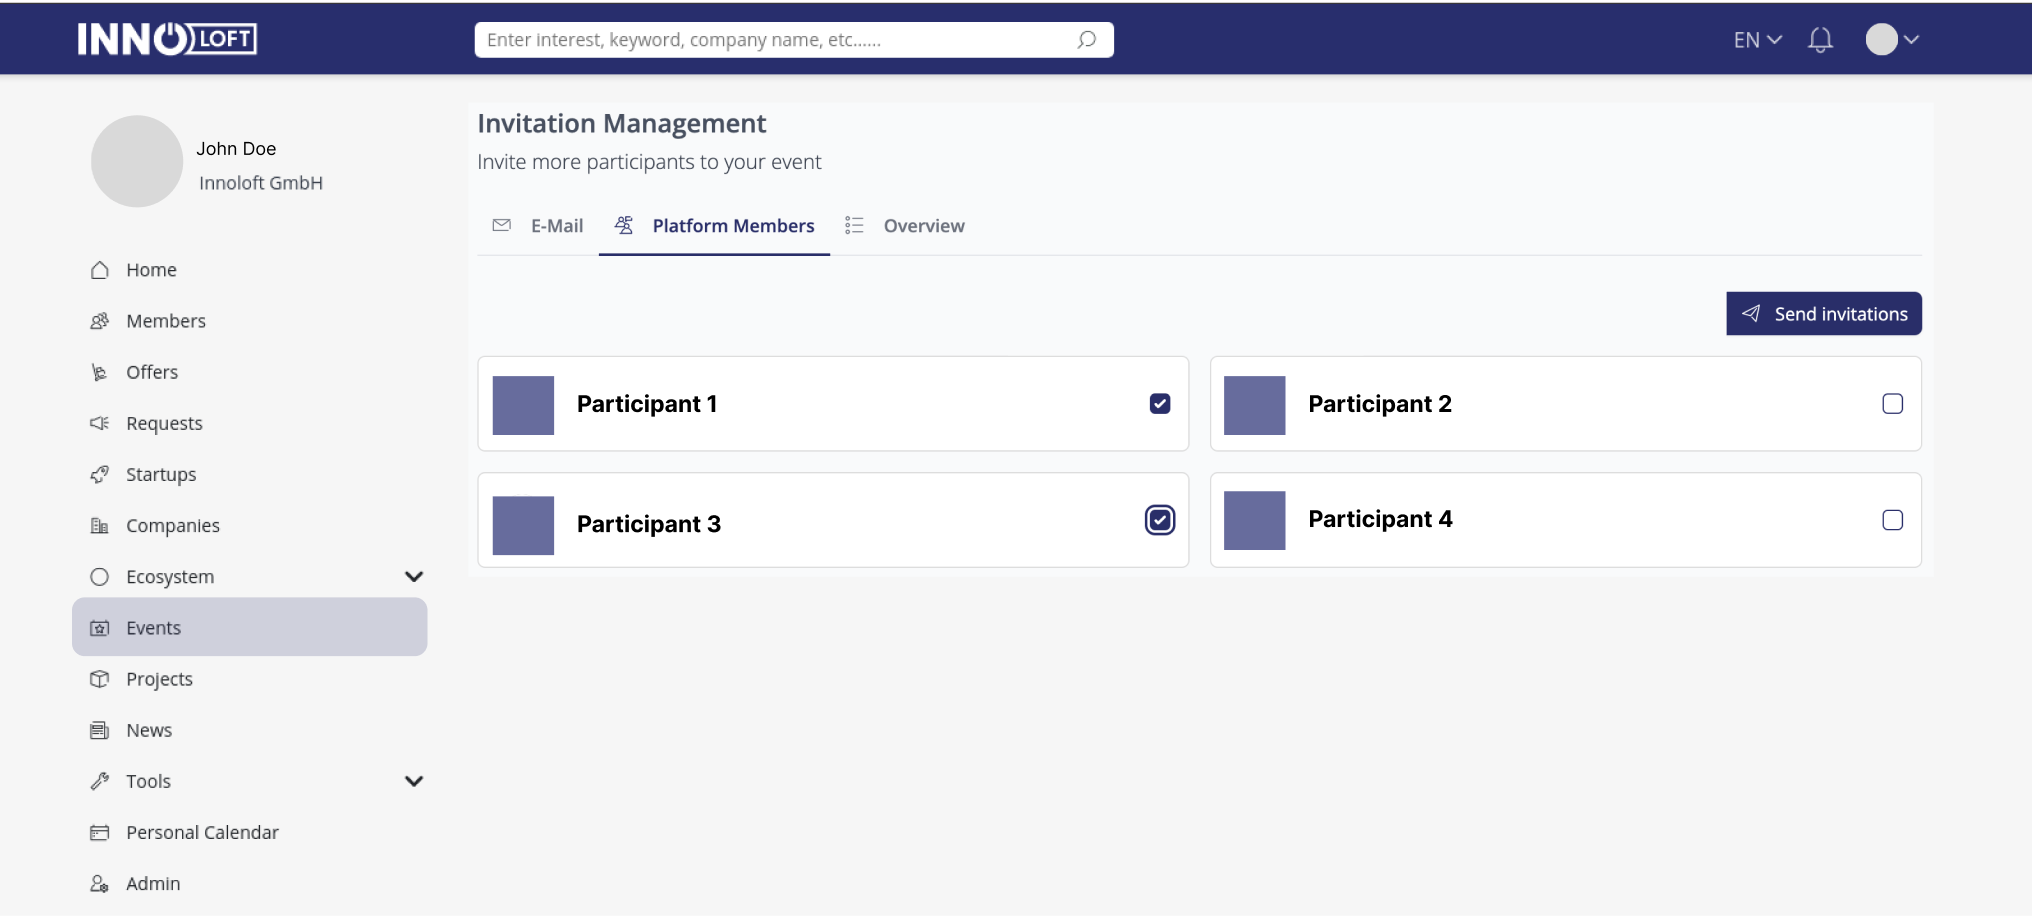 INNOLOFT
Enter interest, keyword, company name, etc......
EN
John Doe
Innoloft GmbH
Home
Members
Offers
Requests
Startups
Companies
Ecosystem
Events
Projects
News
Tools
Personal Calendar
Admin
Invitation Management
Invite more participants to your event
E-Mail
Platform Members
Overview
Send invitations
Participant 1
Participant 2
Participant 3
Participant 4